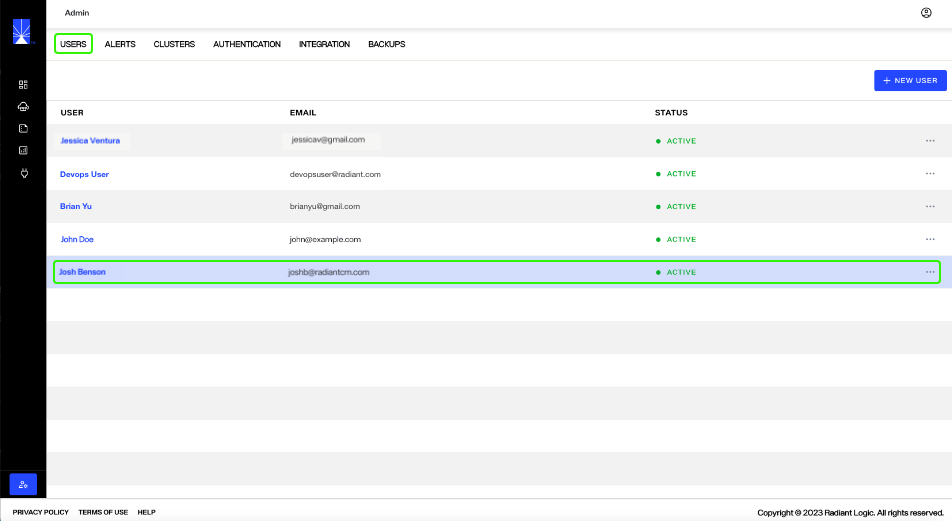 Admin
USERS ALERTS CLUSTERS AUTHENTICATION INTEGRATION BACKUPS
+ NEW USER
USER EMAIL STATUS
Jessica Ventura jessicav@gmail.com ACTIVE ...
Devops User devopsuser@radiant.com ACTIVE ...
Brian Yu brianyu@gmail.com ACTIVE ...
John Doe john@example.com ACTIVE ...
Josh Benson joshb@radiantcm.com ACTIVE ...
PRIVACY POLICY TERMS OF USE HELP Copyright © 2023 Radiant Logic. All rights reserved.